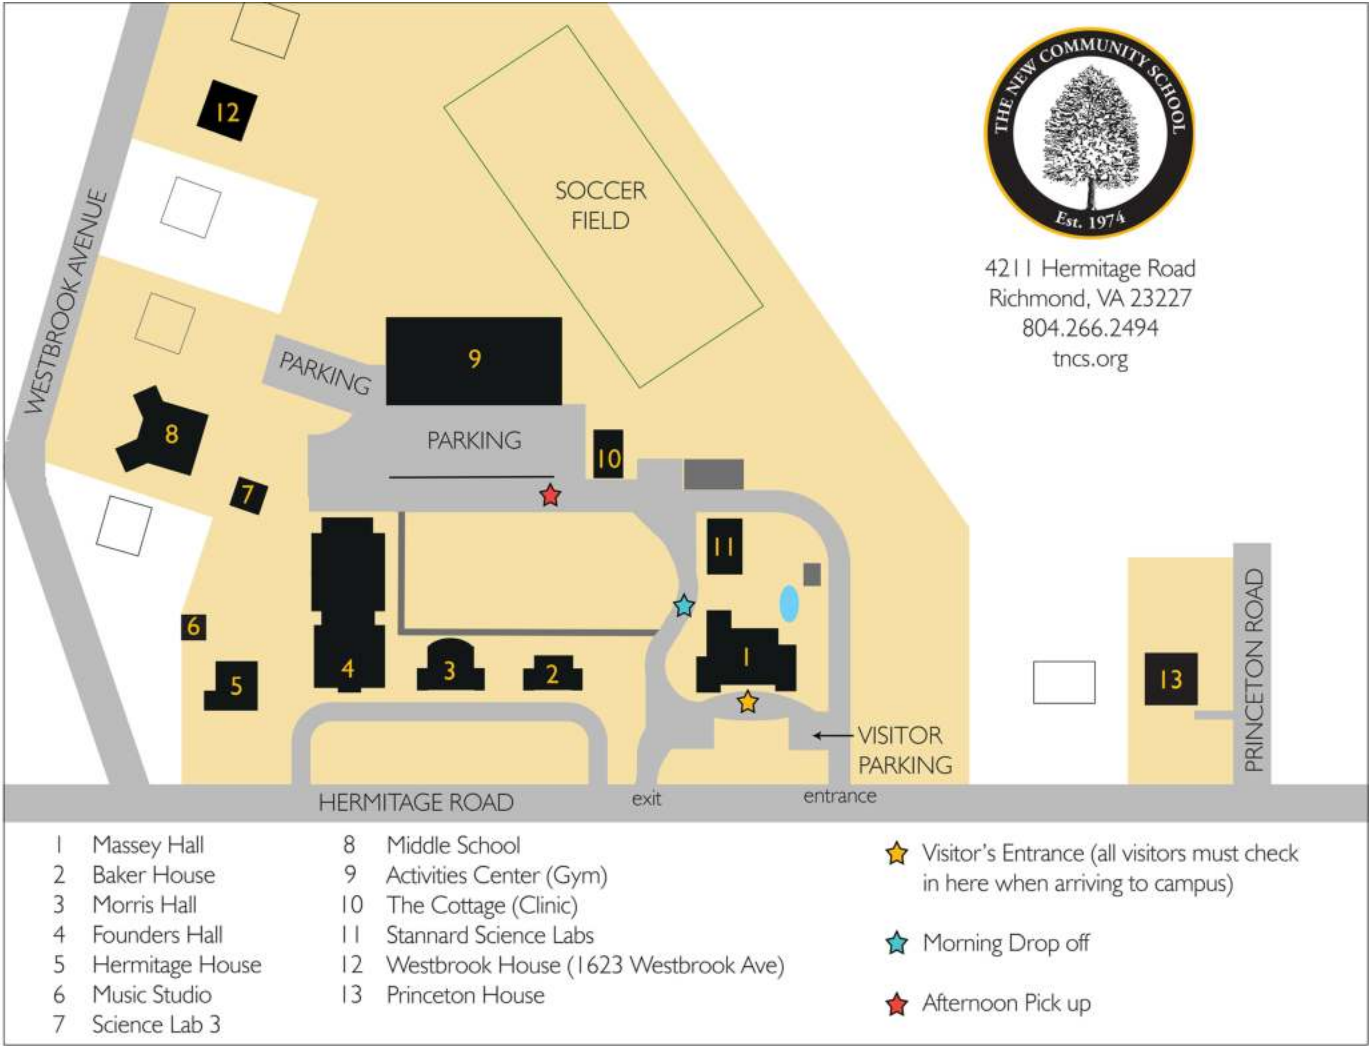 THE NEW COMMUNITY SCHOOL
Est. 1974
4211 Hermitage Road
Richmond, VA 23227
804.266.2494
tncs.org
12
SOCCER
FIELD
WESTBROOK AVENUE
PARKING
9
8
PARKING
10
7
11
6
5
4
3
2
1
13
PRINCETON ROAD
VISITOR
PARKING
HERMITAGE ROAD
exit
entrance
1 Massey Hall
2 Baker House
3 Morris Hall
4 Founders Hall
5 Hermitage House
6 Music Studio
7 Science Lab 3
8 Middle School
9 Activities Center (Gym)
10 The Cottage (Clinic)
11 Stannard Science Labs
12 Westbrook House (1623 Westbrook Ave)
13 Princeton House
Visitor's Entrance (all visitors must check
in here when arriving to campus)
Morning Drop off
Afternoon Pick up